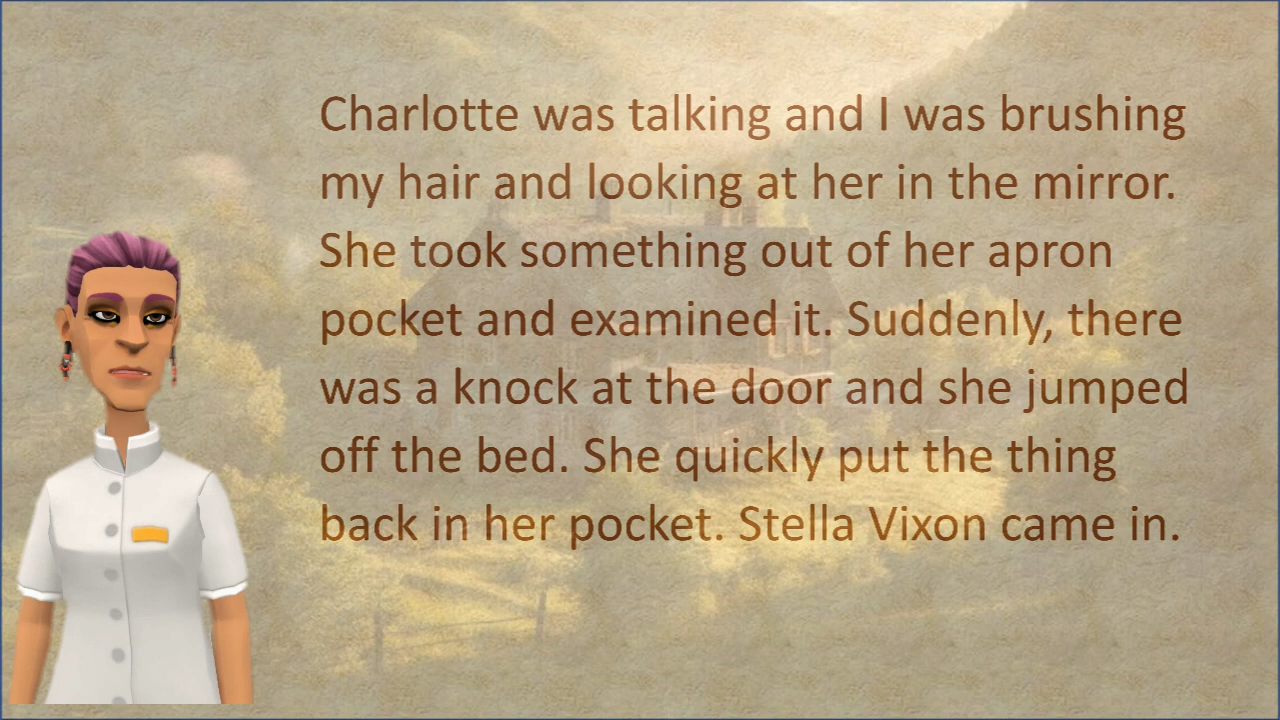 Charlotte was talking and I was brushing
my hair and looking at her in the mirror.
She took something out of her apron
pocket and examined it. Suddenly, there
was a knock at the door and she jumped
off the bed. She quickly put the thing
back in her pocket. Stella Vixon came in.